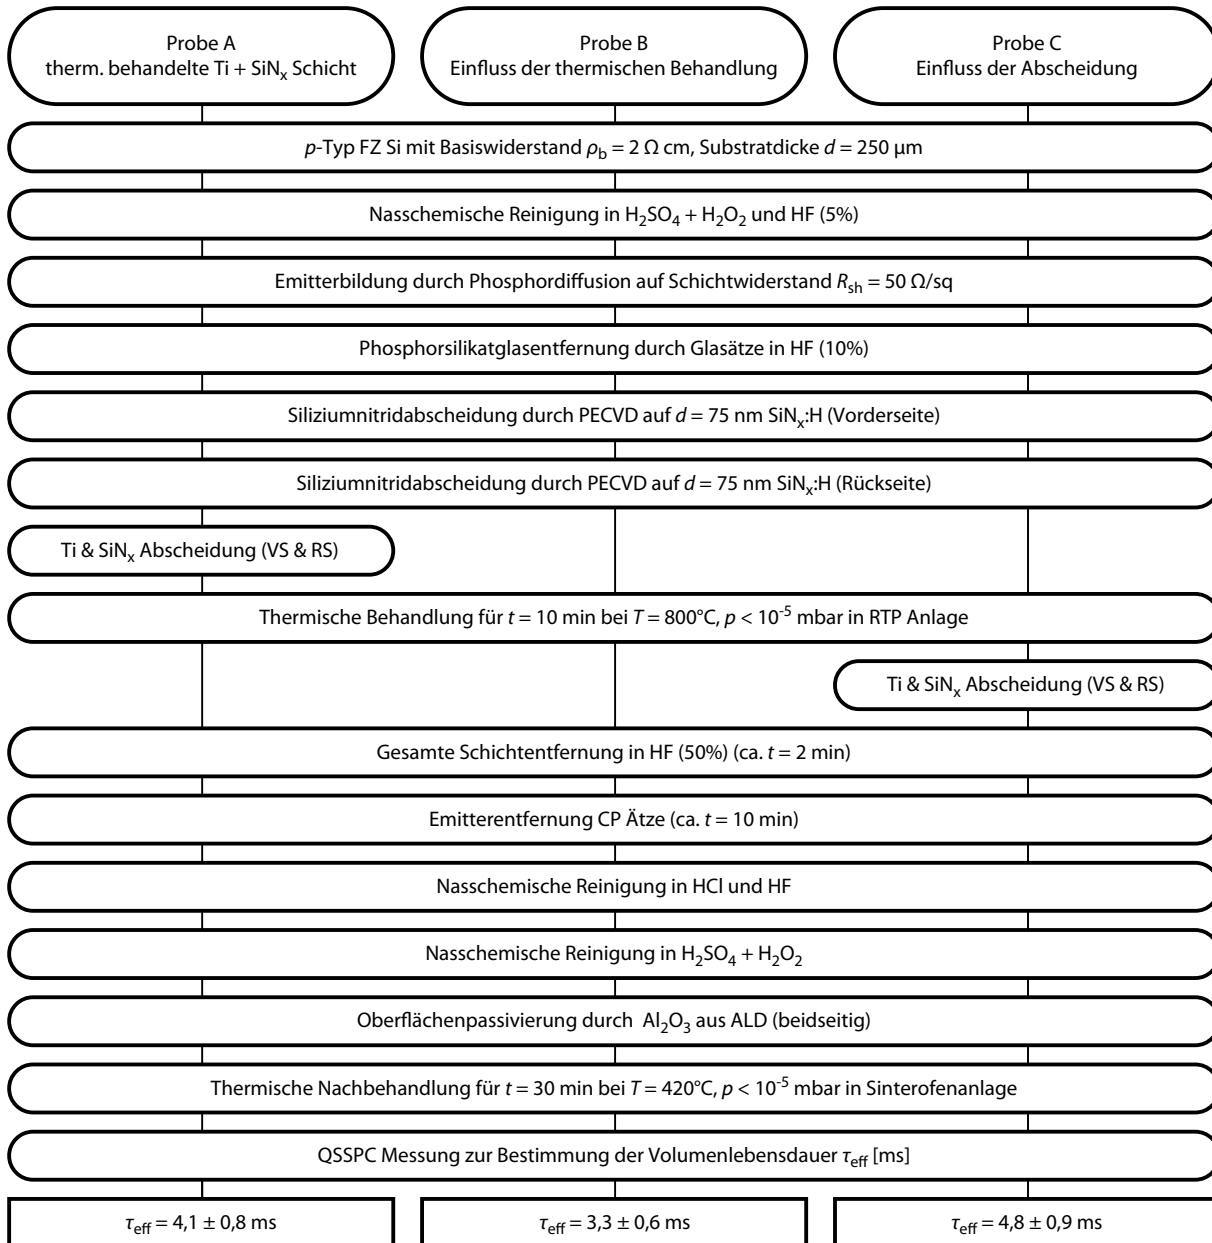 Probe A
therm. behandelte Ti + SiNₓ Schicht
Probe B
Einfluss der thermischen Behandlung
Probe C
Einfluss der Abscheidung
p-Typ FZ Si mit Basiswiderstand ρb = 2 Ω cm, Substratdicke d = 250 µm
Nasschemische Reinigung in H₂SO₄ + H₂O₂ und HF (5%)
Emitterbildung durch Phosphordiffusion auf Schichtwiderstand Rsh = 50 Ω/sq
Phosphorsilikatglasentfernung durch Glasätze in HF (10%)
Siliziumnitridabscheidung durch PECVD auf d = 75 nm SiNₓ:H (Vorderseite)
Siliziumnitridabscheidung durch PECVD auf d = 75 nm SiNₓ:H (Rückseite)
Ti & SiNₓ Abscheidung (VS & RS)
Thermische Behandlung für t = 10 min bei T = 800°C, p < 10⁻⁵ mbar in RTP Anlage
Ti & SiNₓ Abscheidung (VS & RS)
Gesamte Schichtentfernung in HF (50%) (ca. t = 2 min)
Emitterentfernung CP Ätze (ca. t = 10 min)
Nasschemische Reinigung in HCl und HF
Nasschemische Reinigung in H₂SO₄ + H₂O₂
Oberflächenpassivierung durch Al₂O₃ aus ALD (beidseitig)
Thermische Nachbehandlung für t = 30 min bei T = 420°C, p < 10⁻⁵ mbar in Sinterofenanlage
QSSPC Messung zur Bestimmung der Volumenlebensdauer τeff [ms]
τeff = 4,1 ± 0,8 ms
τeff = 3,3 ± 0,6 ms
τeff = 4,8 ± 0,9 ms